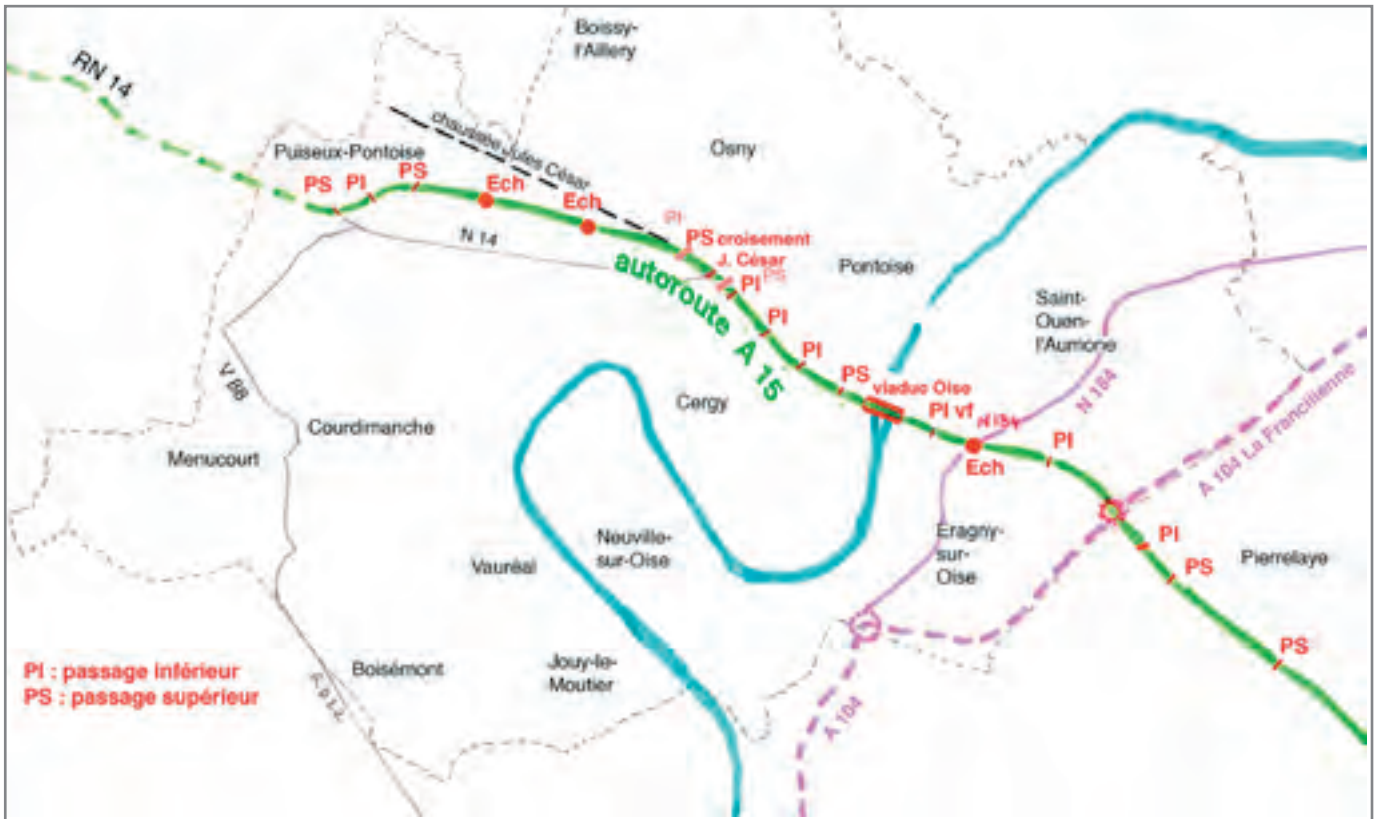 Boissy-
l'Aillery
RN 14
chaussée Jules César
Osny
Puiseux-Pontoise
PS
PI
PS
Ech
Ech
PI
PS croisement
J. César
PI PS
N 14
autoroute A 15
Pontoise
PI
Saint-
Ouen-
l'Aumone
PI
PS
viaduc Oise
PI vf
N 184
N 184
Ech
PI
A 104 La Francilienne
V 88
Cergy
Courdimanche
Menucourt
Neuville-
sur-Oise
Vauréal
Eragny-
sur-
Oise
PI
PS
Pierrelaye
PS
PI : passage inférieur
PS : passage supérieur
Boisémont
Jouy-le-
Moutier
A 104